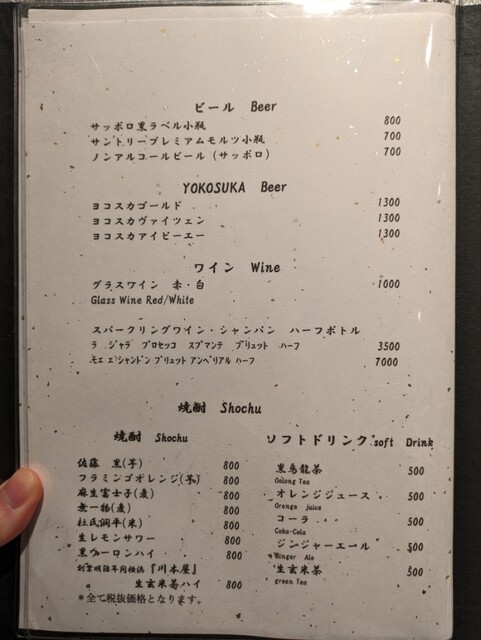 ビール Beer
サッポロ黒ラベル小瓶 800
サントリープレミアムモルツ小瓶 700
ノンアルコールビール (サッポロ) 700
YOKOSUKA Beer
ヨコスカゴールド 1300
ヨコスカヴァイツェン 1300
ヨコスカアイピーエー 1300
ワイン Wine
グラスワイン 赤・白 1000
Glass Wine Red/White
スパークリングワイン・シャンパン ハーフボトル
ラ ジャラ プロセッコ スプマンテ ブリュット ハーフ 3500
モエ エ シャンドン ブリュット アンペリアル ハーフ 7000
焼酎 Shochu
焼酎 Shochu
佐藤 黒(芋) 800
フラミンゴオレンジ(芋) 800
麻生富士子(麦) 800
無一物(麦) 800
杜氏潤平(米) 800
生レモンサワー 800
黒ウーロンハイ 800
創業明治年間横浜『川本屋』
生玄米茶ハイ 800
*全て税抜価格となります。
ソフトドリンク soft Drink
黒烏龍茶 500
Oolong Tea
オレンジジュース 500
Orange juice
コーラ 500
Coka-Cola
ジンジャーエール 500
Ginger Ale
生玄米茶 500
green Tea